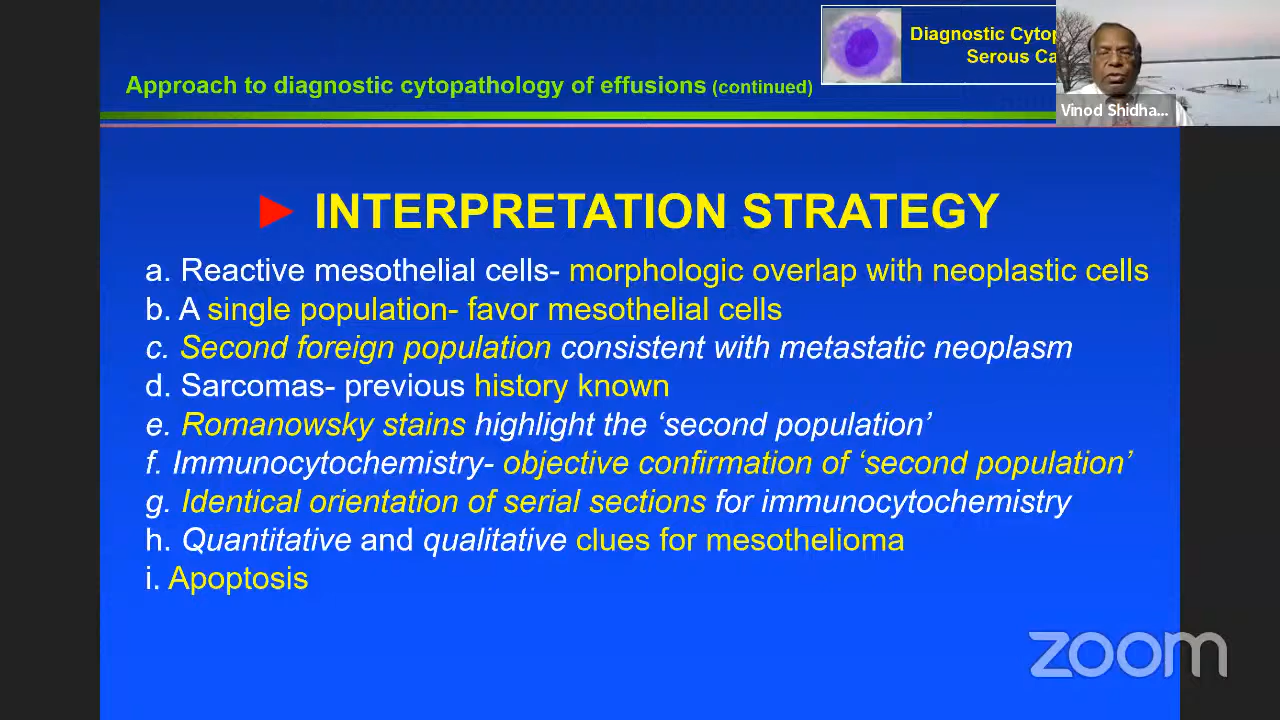 Diagnostic Cytop
Serous Ca
Approach to diagnostic cytopathology of effusions (continued)
Vinod Shidha...
► INTERPRETATION STRATEGY
a. Reactive mesothelial cells- morphologic overlap with neoplastic cells
b. A single population- favor mesothelial cells
c. Second foreign population consistent with metastatic neoplasm
d. Sarcomas- previous history known
e. Romanowsky stains highlight the ‘second population’
f. Immunocytochemistry- objective confirmation of ‘second population’
g. Identical orientation of serial sections for immunocytochemistry
h. Quantitative and qualitative clues for mesothelioma
i. Apoptosis
zoom